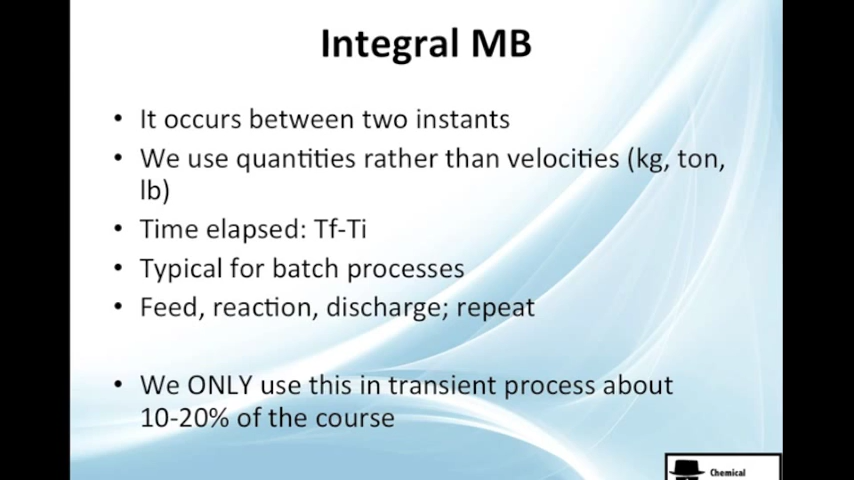 Integral MB
• It occurs between two instants
• We use quantities rather than velocities (kg, ton,
lb)
• Time elapsed: Tf-Ti
• Typical for batch processes
• Feed, reaction, discharge; repeat
• We ONLY use this in transient process about
10-20% of the course
Chemical